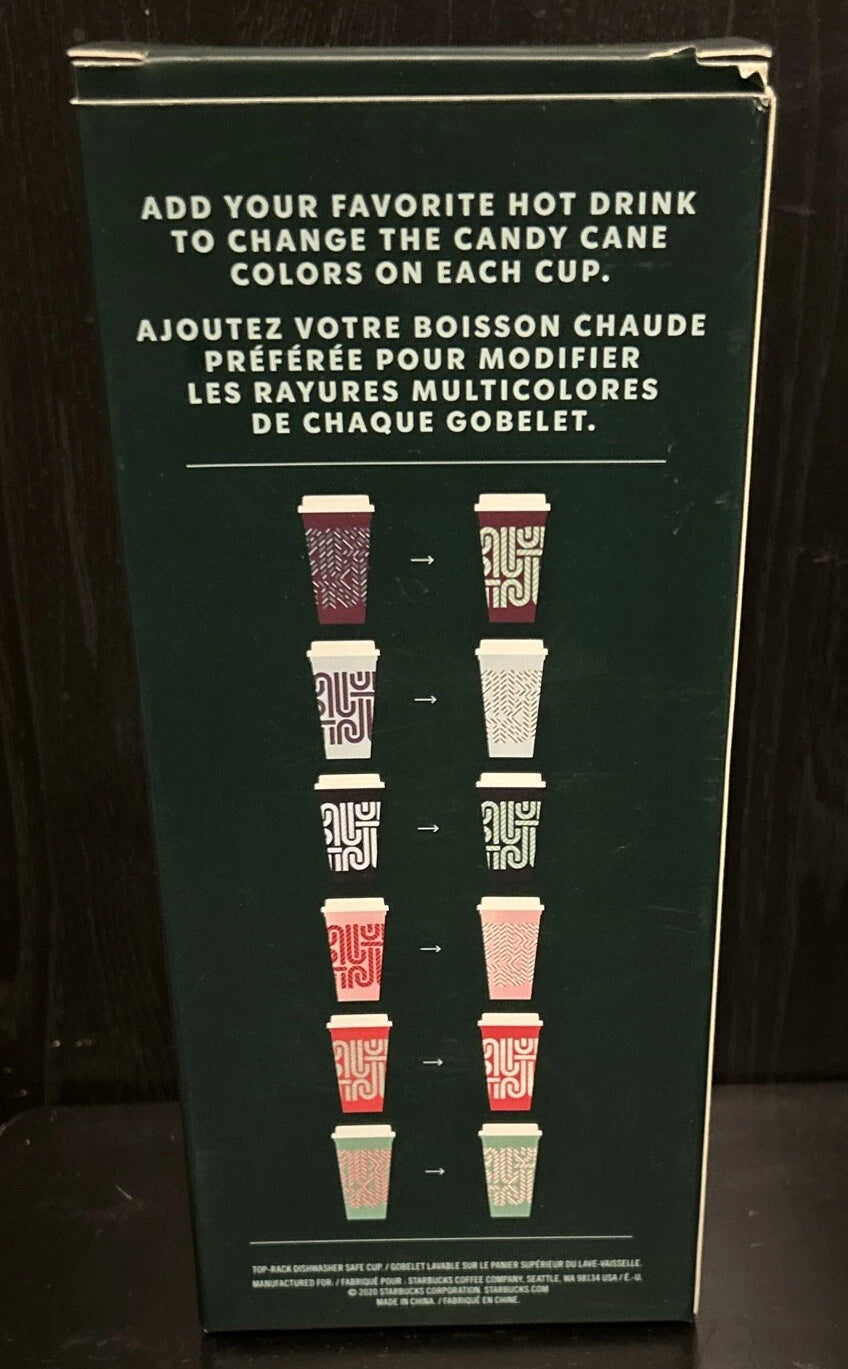 ADD YOUR FAVORITE HOT DRINK
TO CHANGE THE CANDY CANE
COLORS ON EACH CUP.
AJOUTEZ VOTRE BOISSON CHAUDE
PRÉFÉRÉE POUR MODIFIER
LES RAYURES MULTICOLORES
DE CHAQUE GOBELET.
TOP-RACK DISHWASHER SAFE CUP. / GOBELET LAVABLE SUR LE PANIER SUPÉRIEUR DU LAVE-VAISSELLE.
MANUFACTURED FOR: / FABRIQUÉ POUR : STARBUCKS COFFEE COMPANY, SEATTLE, WA 98134 USA / É.-U.
© 2020 STARBUCKS CORPORATION. STARBUCKS.COM
MADE IN CHINA. / FABRIQUÉ EN CHINE.